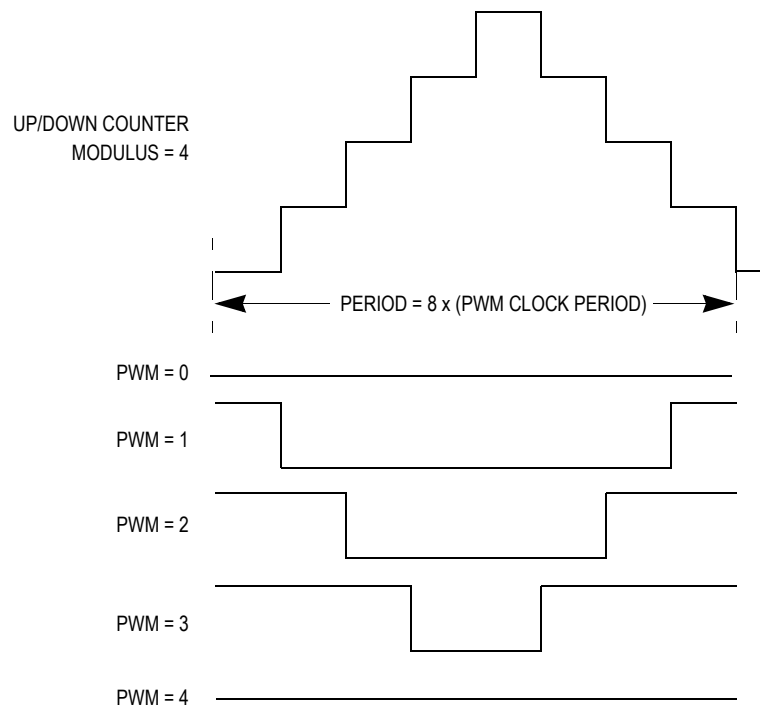 UP/DOWN COUNTER
MODULUS = 4
PERIOD = 8 x (PWM CLOCK PERIOD)
PWM = 0
PWM = 1
PWM = 2
PWM = 3
PWM = 4